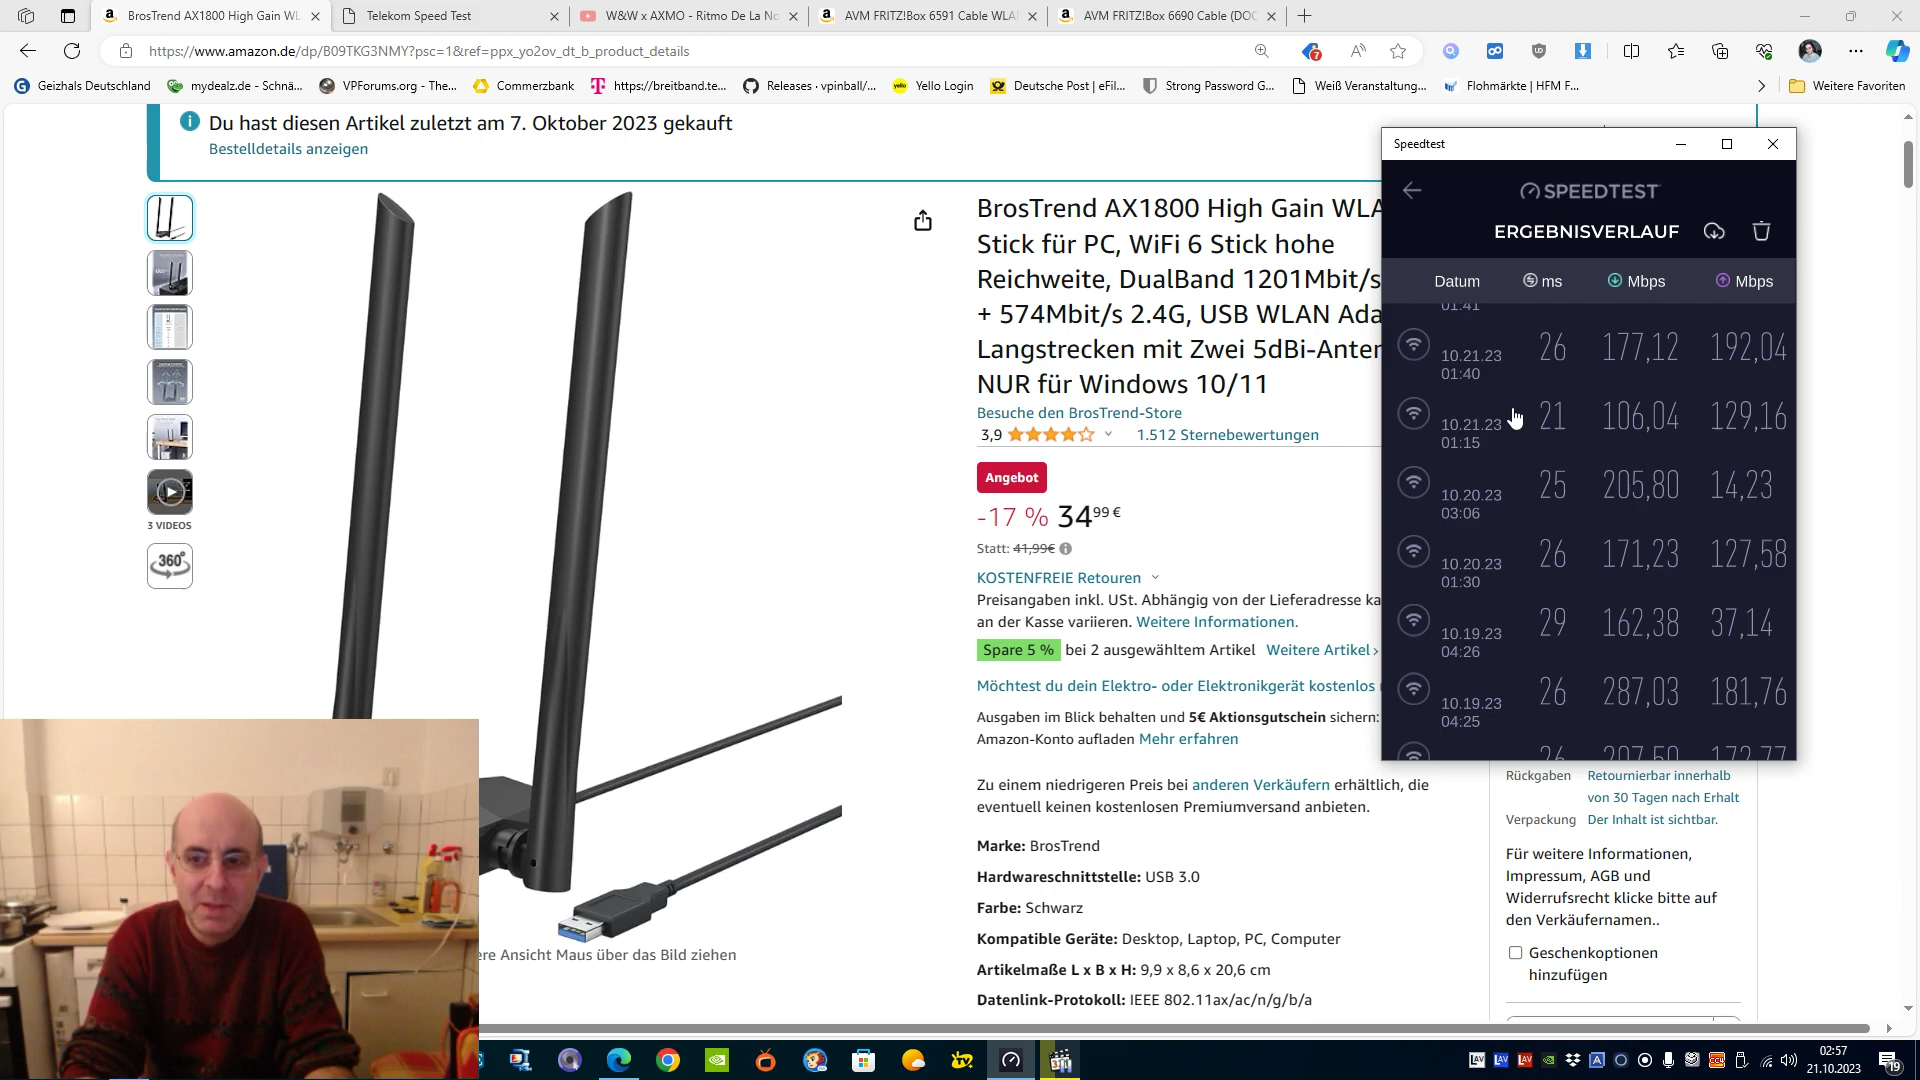 BrosTrend AX1800 High Gain WL
Telekom Speed Test
W&W x AXMO - Ritmo De La No
AVM FRITZ!Box 6591 Cable WLA
AVM FRITZ!Box 6690 Cable (DOC
https://www.amazon.de/dp/B09TKG3NMY?psc=1&ref=ppx_yo2ov_dt_b_product_details
7
Geizhals Deutschland
mydealz.de - Schnä...
VPForums.org - The...
Commerzbank
https://breitband.te...
Releases · vpinball/...
Yello Login
Deutsche Post | eFil...
Strong Password G...
Weiß Veranstaltung...
Flohmärkte | HFM F...
Weitere Favoriten
Du hast diesen Artikel zuletzt am 7. Oktober 2023 gekauft
Bestelldetails anzeigen
3 VIDEOS
360°
ere Ansicht Maus über das Bild ziehen
BrosTrend AX1800 High Gain WLA
Stick für PC, WiFi 6 Stick hohe
Reichweite, DualBand 1201Mbit/s
+ 574Mbit/s 2.4G, USB WLAN Ada
Langstrecken mit Zwei 5dBi-Anten
NUR für Windows 10/11
Besuche den BrosTrend-Store
3,9 1.512 Sternebewertungen
Angebot
-17 % 34 99 €
Statt: 41,99€
KOSTENFREIE Retouren
Preisangaben inkl. USt. Abhängig von der Lieferadresse ka
an der Kasse variieren. Weitere Informationen.
Spare 5 % bei 2 ausgewähltem Artikel Weitere Artikel ›
Möchtest du dein Elektro- oder Elektronikgerät kostenlos
Ausgaben im Blick behalten und 5€ Aktionsgutschein sichern:
Amazon-Konto aufladen Mehr erfahren
Zu einem niedrigeren Preis bei anderen Verkäufern erhältlich, die
eventuell keinen kostenlosen Premiumversand anbieten.
Marke: BrosTrend
Hardwareschnittstelle: USB 3.0
Farbe: Schwarz
Kompatible Geräte: Desktop, Laptop, PC, Computer
Artikelmaße L x B x H: 9,9 x 8,6 x 20,6 cm
Datenlink-Protokoll: IEEE 802.11ax/ac/n/g/b/a
Speedtest
SPEEDTEST
ERGEBNISVERLAUF
Datum ms Mbps Mbps
01:41
10.21.23 01:40 26 177,12 192,04
10.21.23 01:15 21 106,04 129,16
10.20.23 03:06 25 205,80 14,23
10.20.23 01:30 26 171,23 127,58
10.19.23 04:26 29 162,38 37,14
10.19.23 04:25 26 287,03 181,76
26 207,50 172,77
Rückgaben Retournierbar innerhalb
von 30 Tagen nach Erhalt
Verpackung Der Inhalt ist sichtbar.
Für weitere Informationen,
Impressum, AGB und
Widerrufsrecht klicke bitte auf
den Verkäufernamen..
Geschenkoptionen
hinzufügen
LAV LAV LAV
02:57
21.10.2023
19